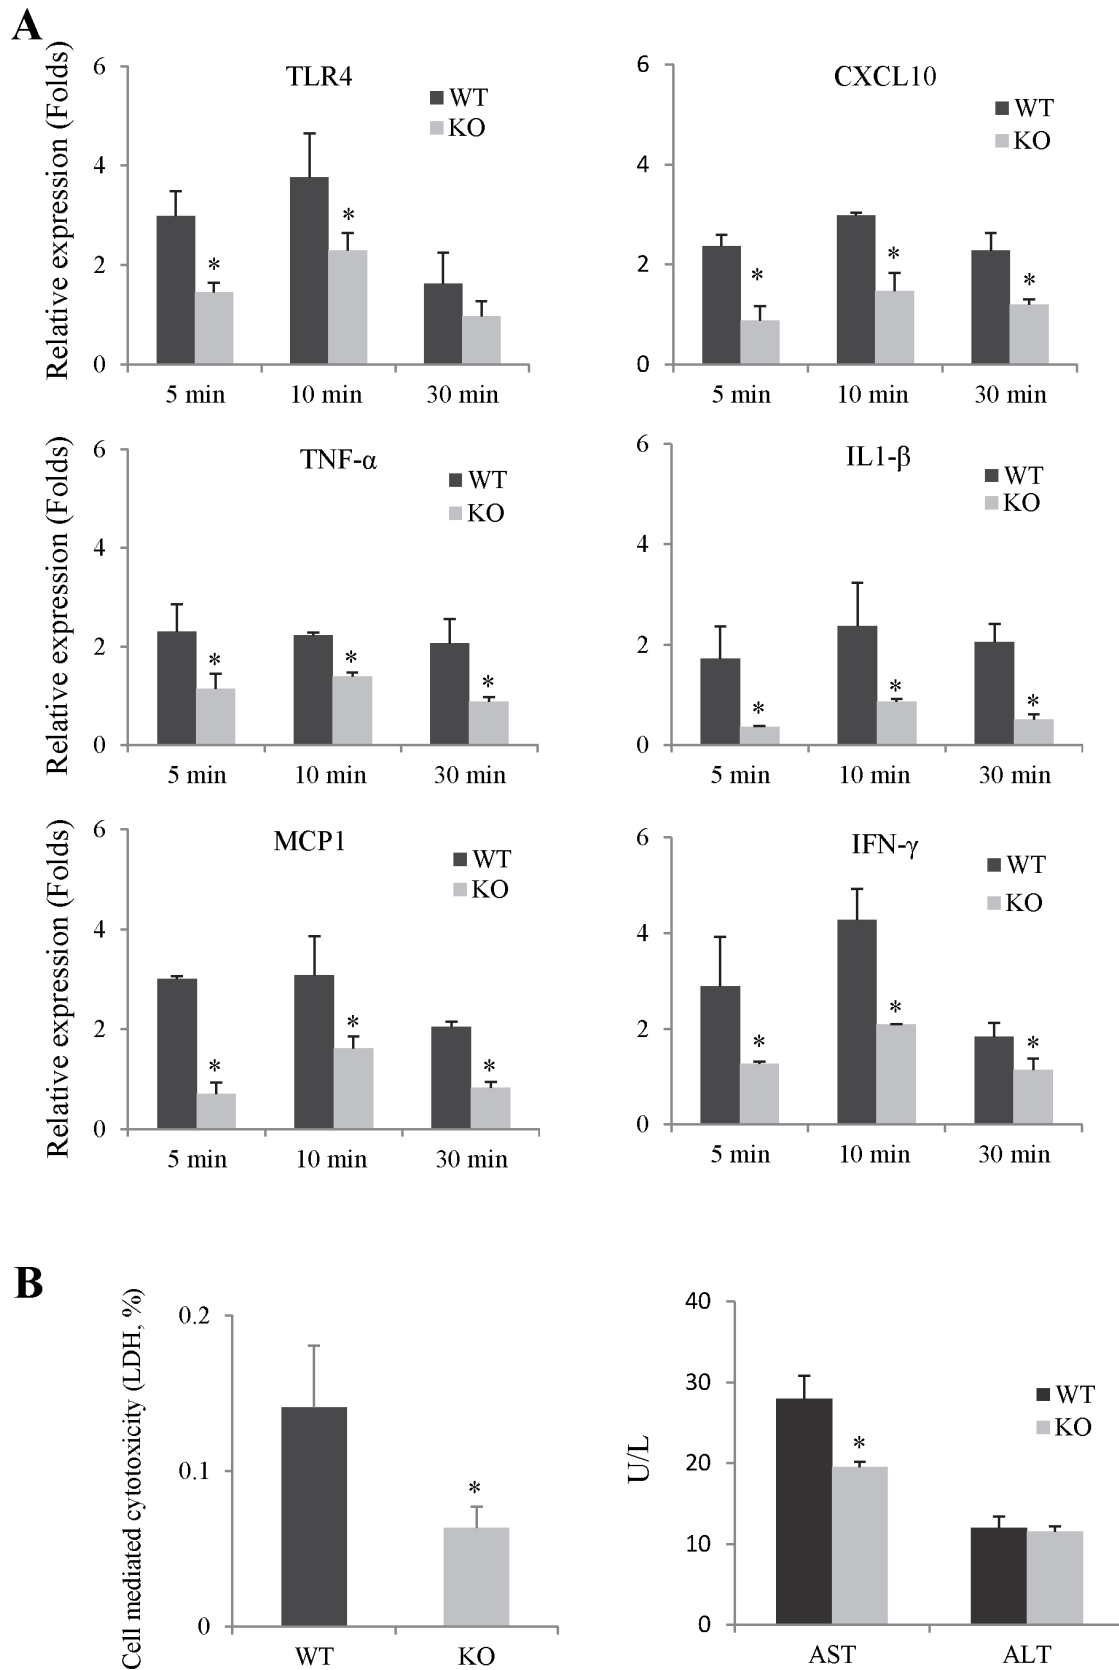 A
Relative expression (Folds)
TLR4
WT
KO
6
4
2
0
5 min 10 min 30 min
CXCL10
WT
KO
6
4
2
0
5 min 10 min 30 min
Relative expression (Folds)
TNF-α
WT
KO
6
4
2
0
5 min 10 min 30 min
IL1-β
WT
KO
6
4
2
0
5 min 10 min 30 min
Relative expression (Folds)
MCP1
WT
KO
6
4
2
0
5 min 10 min 30 min
IFN-γ
WT
KO
6
4
2
0
5 min 10 min 30 min
* * * * * * * * * * * * * * * * *
B
Cell mediated cytotoxicity (LDH, %)
0.2
0.1
0
*
WT KO
U/L
40
30
20
10
0
*
WT
KO
AST ALT